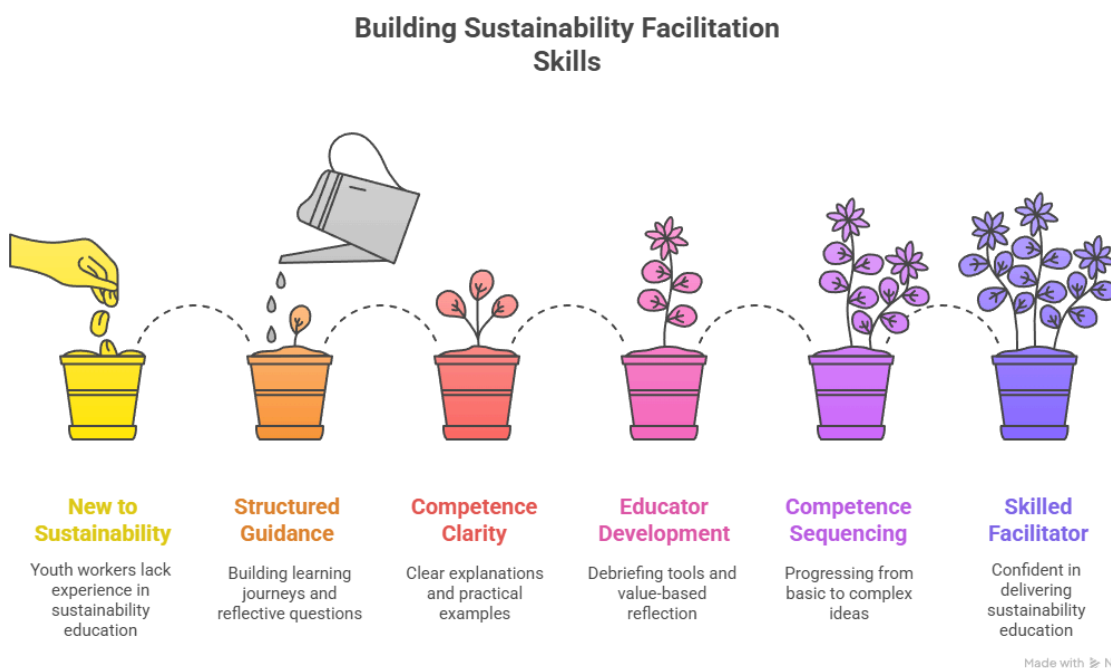 Building Sustainability Facilitation
Skills
New to
Sustainability
Youth workers lack
experience in
sustainability
education
Structured
Guidance
Building learning
journeys and
reflective questions
Competence
Clarity
Clear explanations
and practical
examples
Educator
Development
Debriefing tools and
value-based
reflection
Competence
Sequencing
Progressing from
basic to complex
ideas
Skilled
Facilitator
Confident in
delivering
sustainability
education
Made with